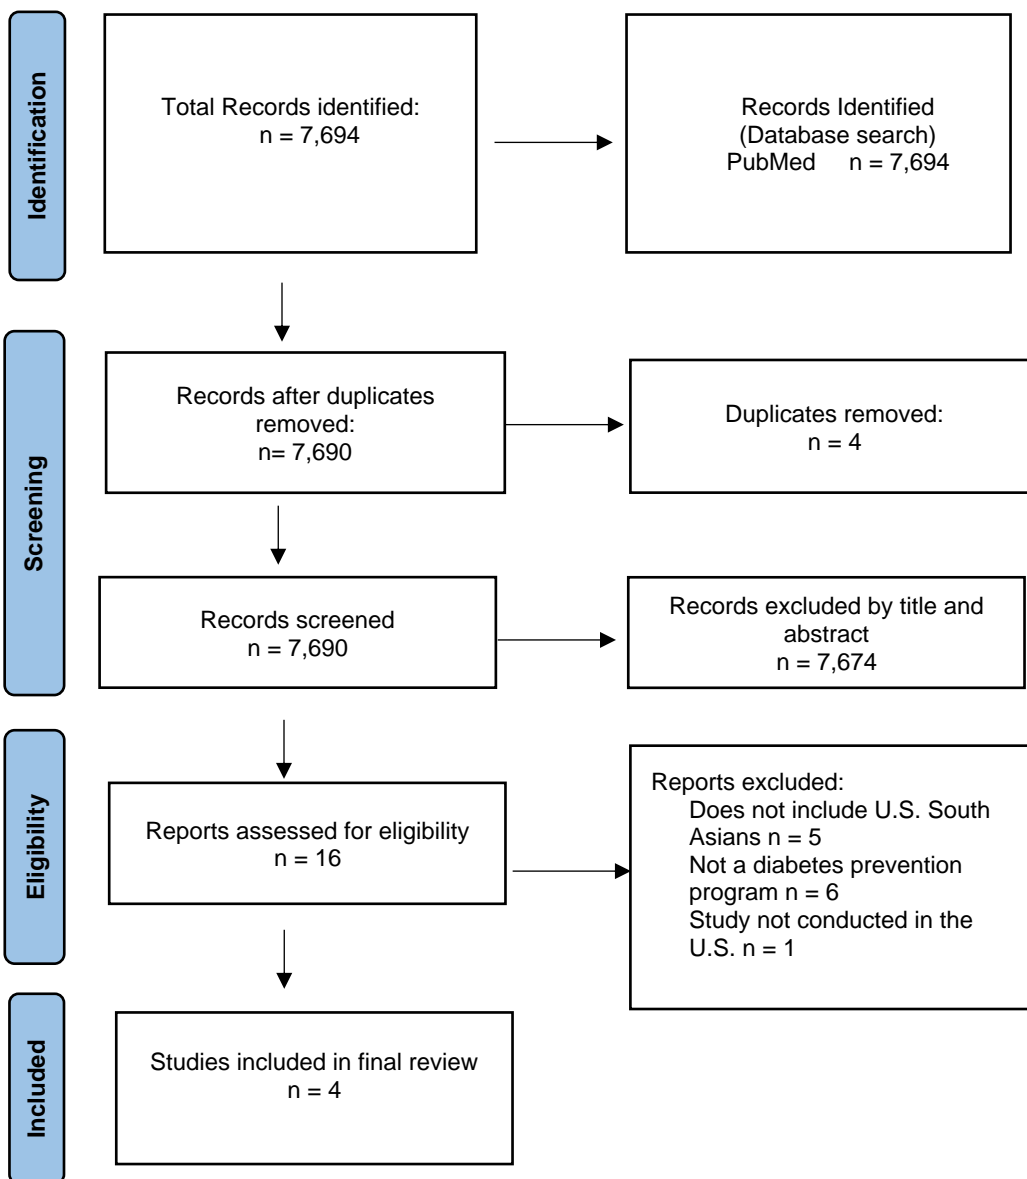 Identification
Total Records identified:
n = 7,694
Records Identified
(Database search)
PubMed n = 7,694
Screening
Records after duplicates
removed:
n= 7,690
Duplicates removed:
n = 4
Records screened
n = 7,690
Records excluded by title and
abstract
n = 7,674
Eligibility
Reports assessed for eligibility
n = 16
Reports excluded:
Does not include U.S. South
Asians n = 5
Not a diabetes prevention
program n = 6
Study not conducted in the
U.S. n = 1
Included
Studies included in final review
n = 4